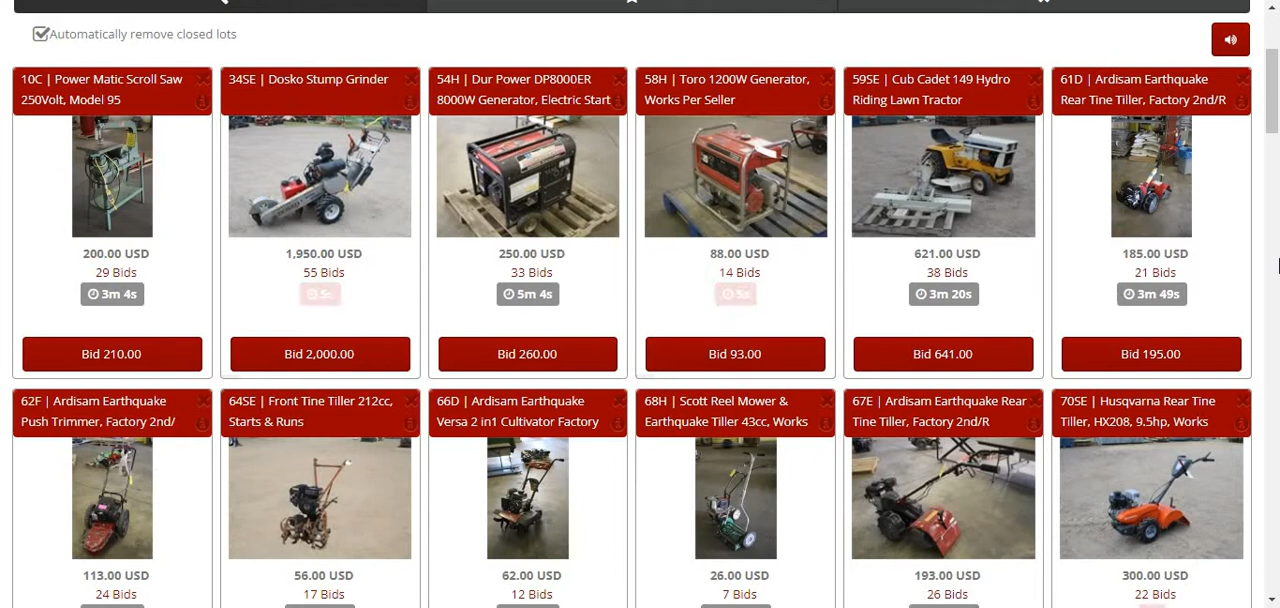 Automatically remove closed lots
10C | Power Matic Scroll Saw
250Volt, Model 95
200.00 USD
29 Bids
3m 4s
Bid 210.00
34SE | Dosko Stump Grinder
1,950.00 USD
55 Bids
5s
Bid 2,000.00
54H | Dur Power DP8000ER
8000W Generator, Electric Start
250.00 USD
33 Bids
5m 4s
Bid 260.00
58H | Toro 1200W Generator,
Works Per Seller
88.00 USD
14 Bids
5s
Bid 93.00
59SE | Cub Cadet 149 Hydro
Riding Lawn Tractor
621.00 USD
38 Bids
3m 20s
Bid 641.00
61D | Ardisam Earthquake
Rear Tine Tiller, Factory 2nd/R
185.00 USD
21 Bids
3m 49s
Bid 195.00
62F | Ardisam Earthquake
Push Trimmer, Factory 2nd/
113.00 USD
24 Bids
64SE | Front Tine Tiller 212cc,
Starts & Runs
56.00 USD
17 Bids
66D | Ardisam Earthquake
Versa 2 in1 Cultivator Factory
62.00 USD
12 Bids
68H | Scott Reel Mower &
Earthquake Tiller 43cc, Works
26.00 USD
7 Bids
67E | Ardisam Earthquake Rear
Tine Tiller, Factory 2nd/R
193.00 USD
26 Bids
70SE | Husqvarna Rear Tine
Tiller, HX208, 9.5hp, Works
300.00 USD
22 Bids